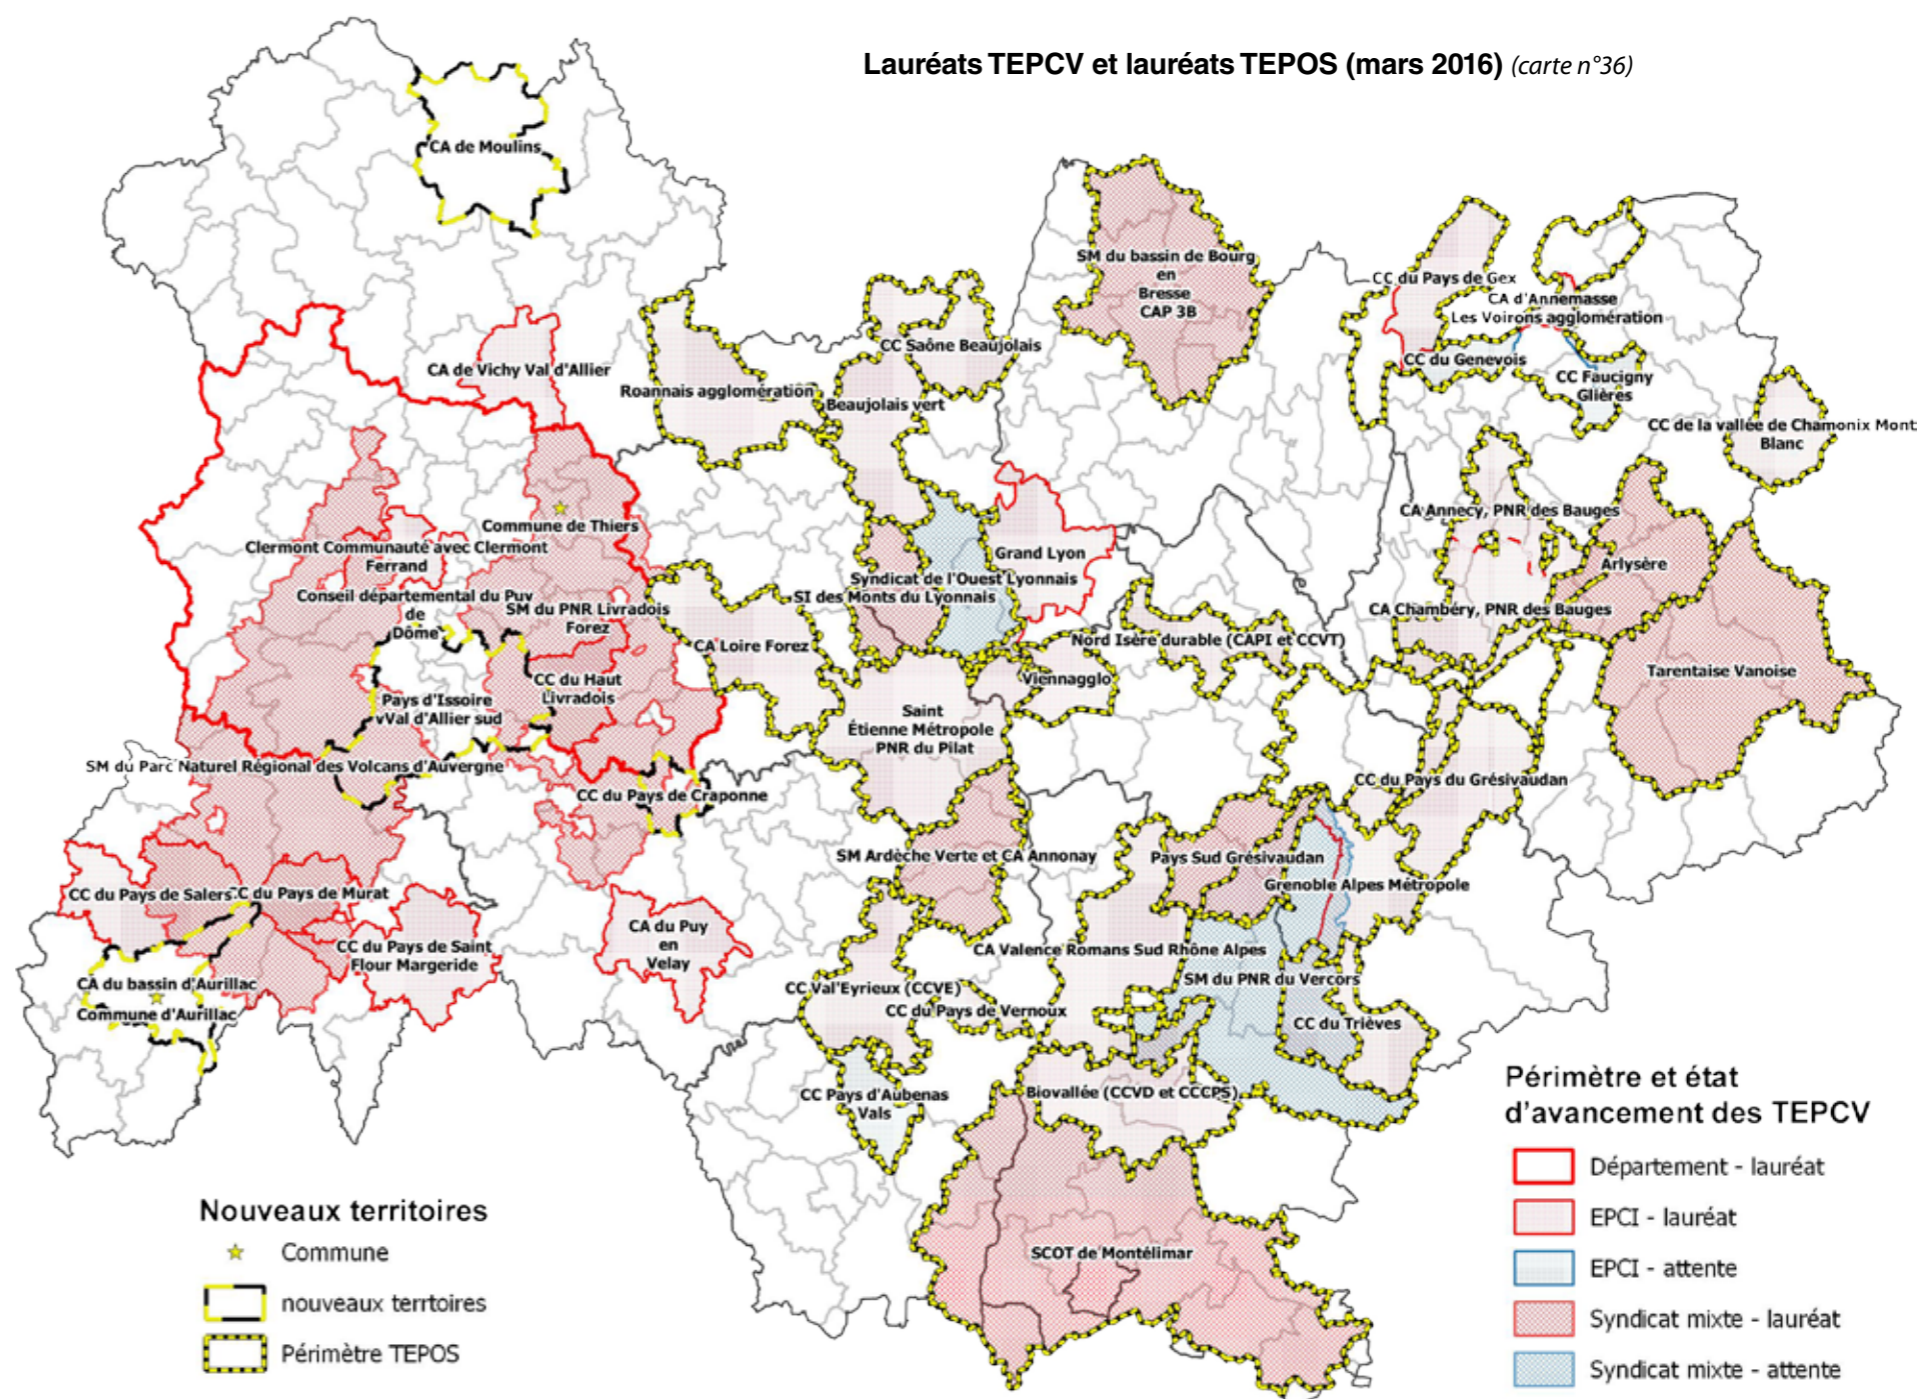 Lauréats TEPCV et lauréats TEPOS (mars 2016) (carte n°36)
CA de Moulins
SM du bassin de Bourg
en
Bresse
CAP 3B
CC du Pays de Gex
CA d'Annemasse
Les Voirons agglomération
CC Saône Beaujolais
CC du Genevois
CA de Vichy Val d'Allier
CC Faucigny
Glières
Roannais agglomération
Beaujolais vert
CC de la vallée de Chamonix Mont
Blanc
CA Annecy, PNR des Bauges
Commune de Thiers
Clermont Communauté avec Clermont
Ferrand
Grand Lyon
Arlysère
Syndicat de l'Ouest Lyonnais
SI des Monts du Lyonnais
Conseil départemental du Puy
de
Dôme
SM du PNR Livradois
Forez
CA Chambéry, PNR des Bauges
CA Loire Forez
Nord Isère durable (CAPI et CCVT)
Tarentaise Vanoise
CC du Haut
Livradois
Viennagglo
Pays d'Issoire
vVal d'Allier sud
Saint
Étienne Métropole
PNR du Pilat
SM du Parc Naturel Régional des Volcans d'Auvergne
CC du Pays du Grésivaudan
CC du Pays de Craponne
SM Ardèche Verte et CA Annonay
Pays Sud Grésivaudan
Grenoble Alpes Métropole
CC du Pays de Salers
CC du Pays de Murat
CA du Puy
en
Velay
CC du Pays de Saint
Flour Margeride
CA Valence Romans Sud Rhône Alpes
SM du PNR du Vercors
CA du bassin d'Aurillac
Commune d'Aurillac
CC Val'Eyrieux (CCVE)
CC du Pays de Vernoux
CC du Trièves
CC Pays d'Aubenas
Vals
Biovallée (CCVD et CCCPS)
SCOT de Montélimar
Nouveaux territoires
Commune
nouveaux terrtoires
Périmètre TEPOS
Périmètre et état
d'avancement des TEPCV
Département - lauréat
EPCI - lauréat
EPCI - attente
Syndicat mixte - lauréat
Syndicat mixte - attente